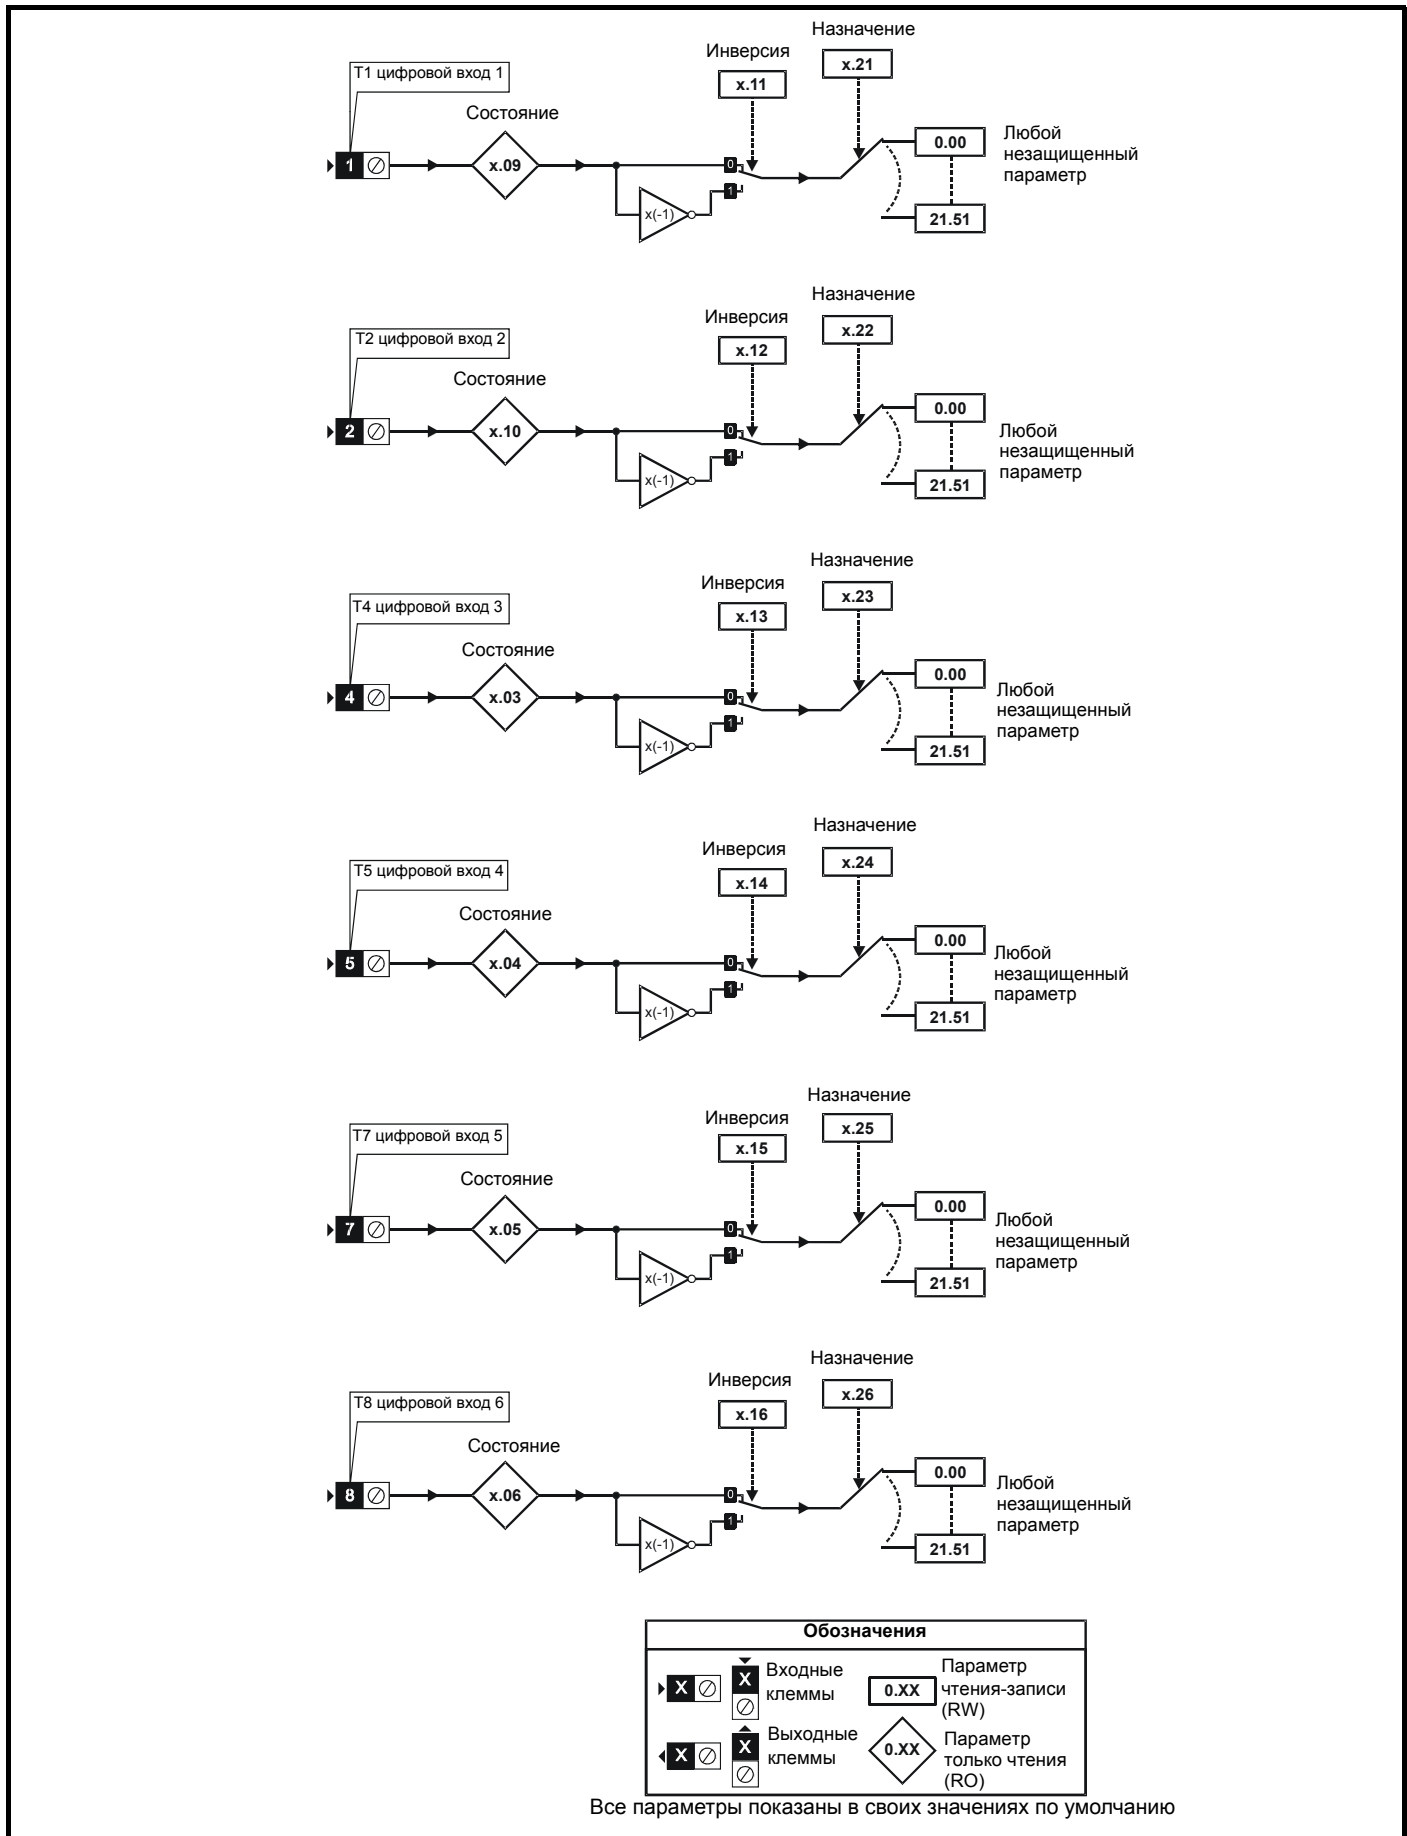 Назначение
Инверсия
x.21
x.11
T1 цифровой вход 1
Состояние
1
x.09
0
1
x(-1)
0.00
21.51
Любой
незащищенный
параметр
Назначение
Инверсия
x.22
x.12
T2 цифровой вход 2
Состояние
2
x.10
0
1
x(-1)
0.00
21.51
Любой
незащищенный
параметр
Назначение
Инверсия
x.23
x.13
T4 цифровой вход 3
Состояние
4
x.03
0
1
x(-1)
0.00
21.51
Любой
незащищенный
параметр
Назначение
Инверсия
x.24
x.14
T5 цифровой вход 4
Состояние
5
x.04
0
1
x(-1)
0.00
21.51
Любой
незащищенный
параметр
Назначение
Инверсия
x.25
x.15
T7 цифровой вход 5
Состояние
7
x.05
0
1
x(-1)
0.00
21.51
Любой
незащищенный
параметр
Назначение
Инверсия
x.26
x.16
T8 цифровой вход 6
Состояние
8
x.06
0
1
x(-1)
0.00
21.51
Любой
незащищенный
параметр
Обозначения
X
X
Входные
клеммы
0.XX
Параметр
чтения-записи
(RW)
X
X
Выходные
клеммы
0.XX
Параметр
только чтения
(RO)
Все параметры показаны в своих значениях по умолчанию